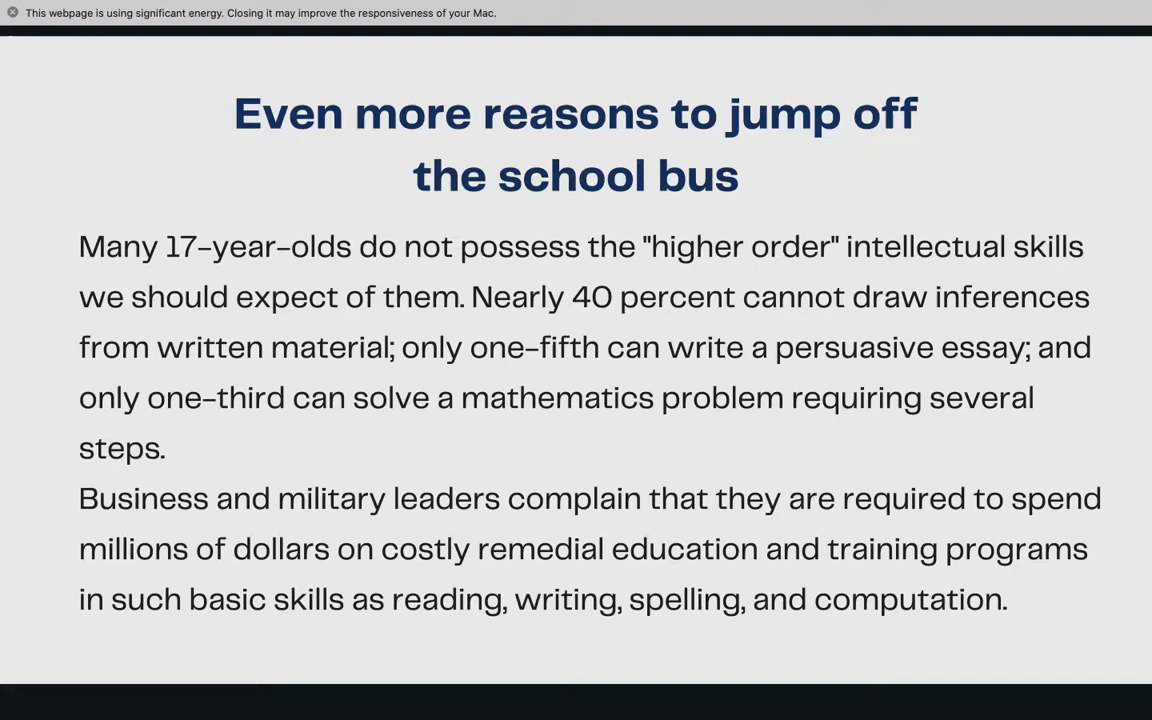 This webpage is using significant energy. Closing it may improve the responsiveness of your Mac.
Even more reasons to jump off
the school bus
Many 17-year-olds do not possess the "higher order" intellectual skills
we should expect of them. Nearly 40 percent cannot draw inferences
from written material; only one-fifth can write a persuasive essay; and
only one-third can solve a mathematics problem requiring several
steps.
Business and military leaders complain that they are required to spend
millions of dollars on costly remedial education and training programs
in such basic skills as reading, writing, spelling, and computation.